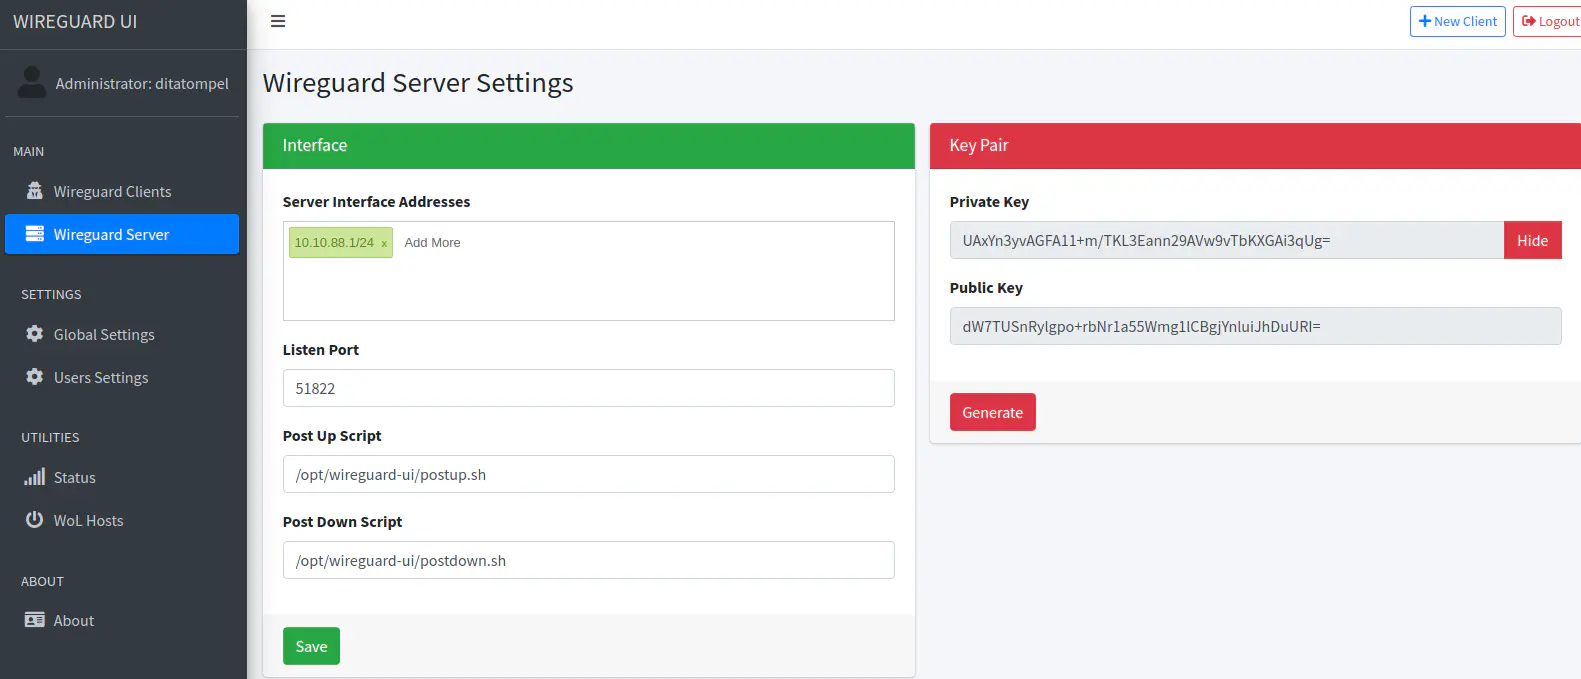 WIREGUARD UI
New Client
Logout
Administrator: ditatompel
MAIN
Wireguard Clients
Wireguard Server
SETTINGS
Global Settings
Users Settings
UTILITIES
Status
WoL Hosts
ABOUT
About
Wireguard Server Settings
Interface
Server Interface Addresses
10.10.88.1/24 x Add More
Listen Port
51822
Post Up Script
/opt/wireguard-ui/postup.sh
Post Down Script
/opt/wireguard-ui/postdown.sh
Save
Key Pair
Private Key
UAxYn3yvAGFA11+m/TKL3Eann29AVw9vTbKXGAi3qUg=
Hide
Public Key
dW7TUSnRylgpo+rbNr1a55Wmg1lCBgjYnluiJhDuURI=
Generate